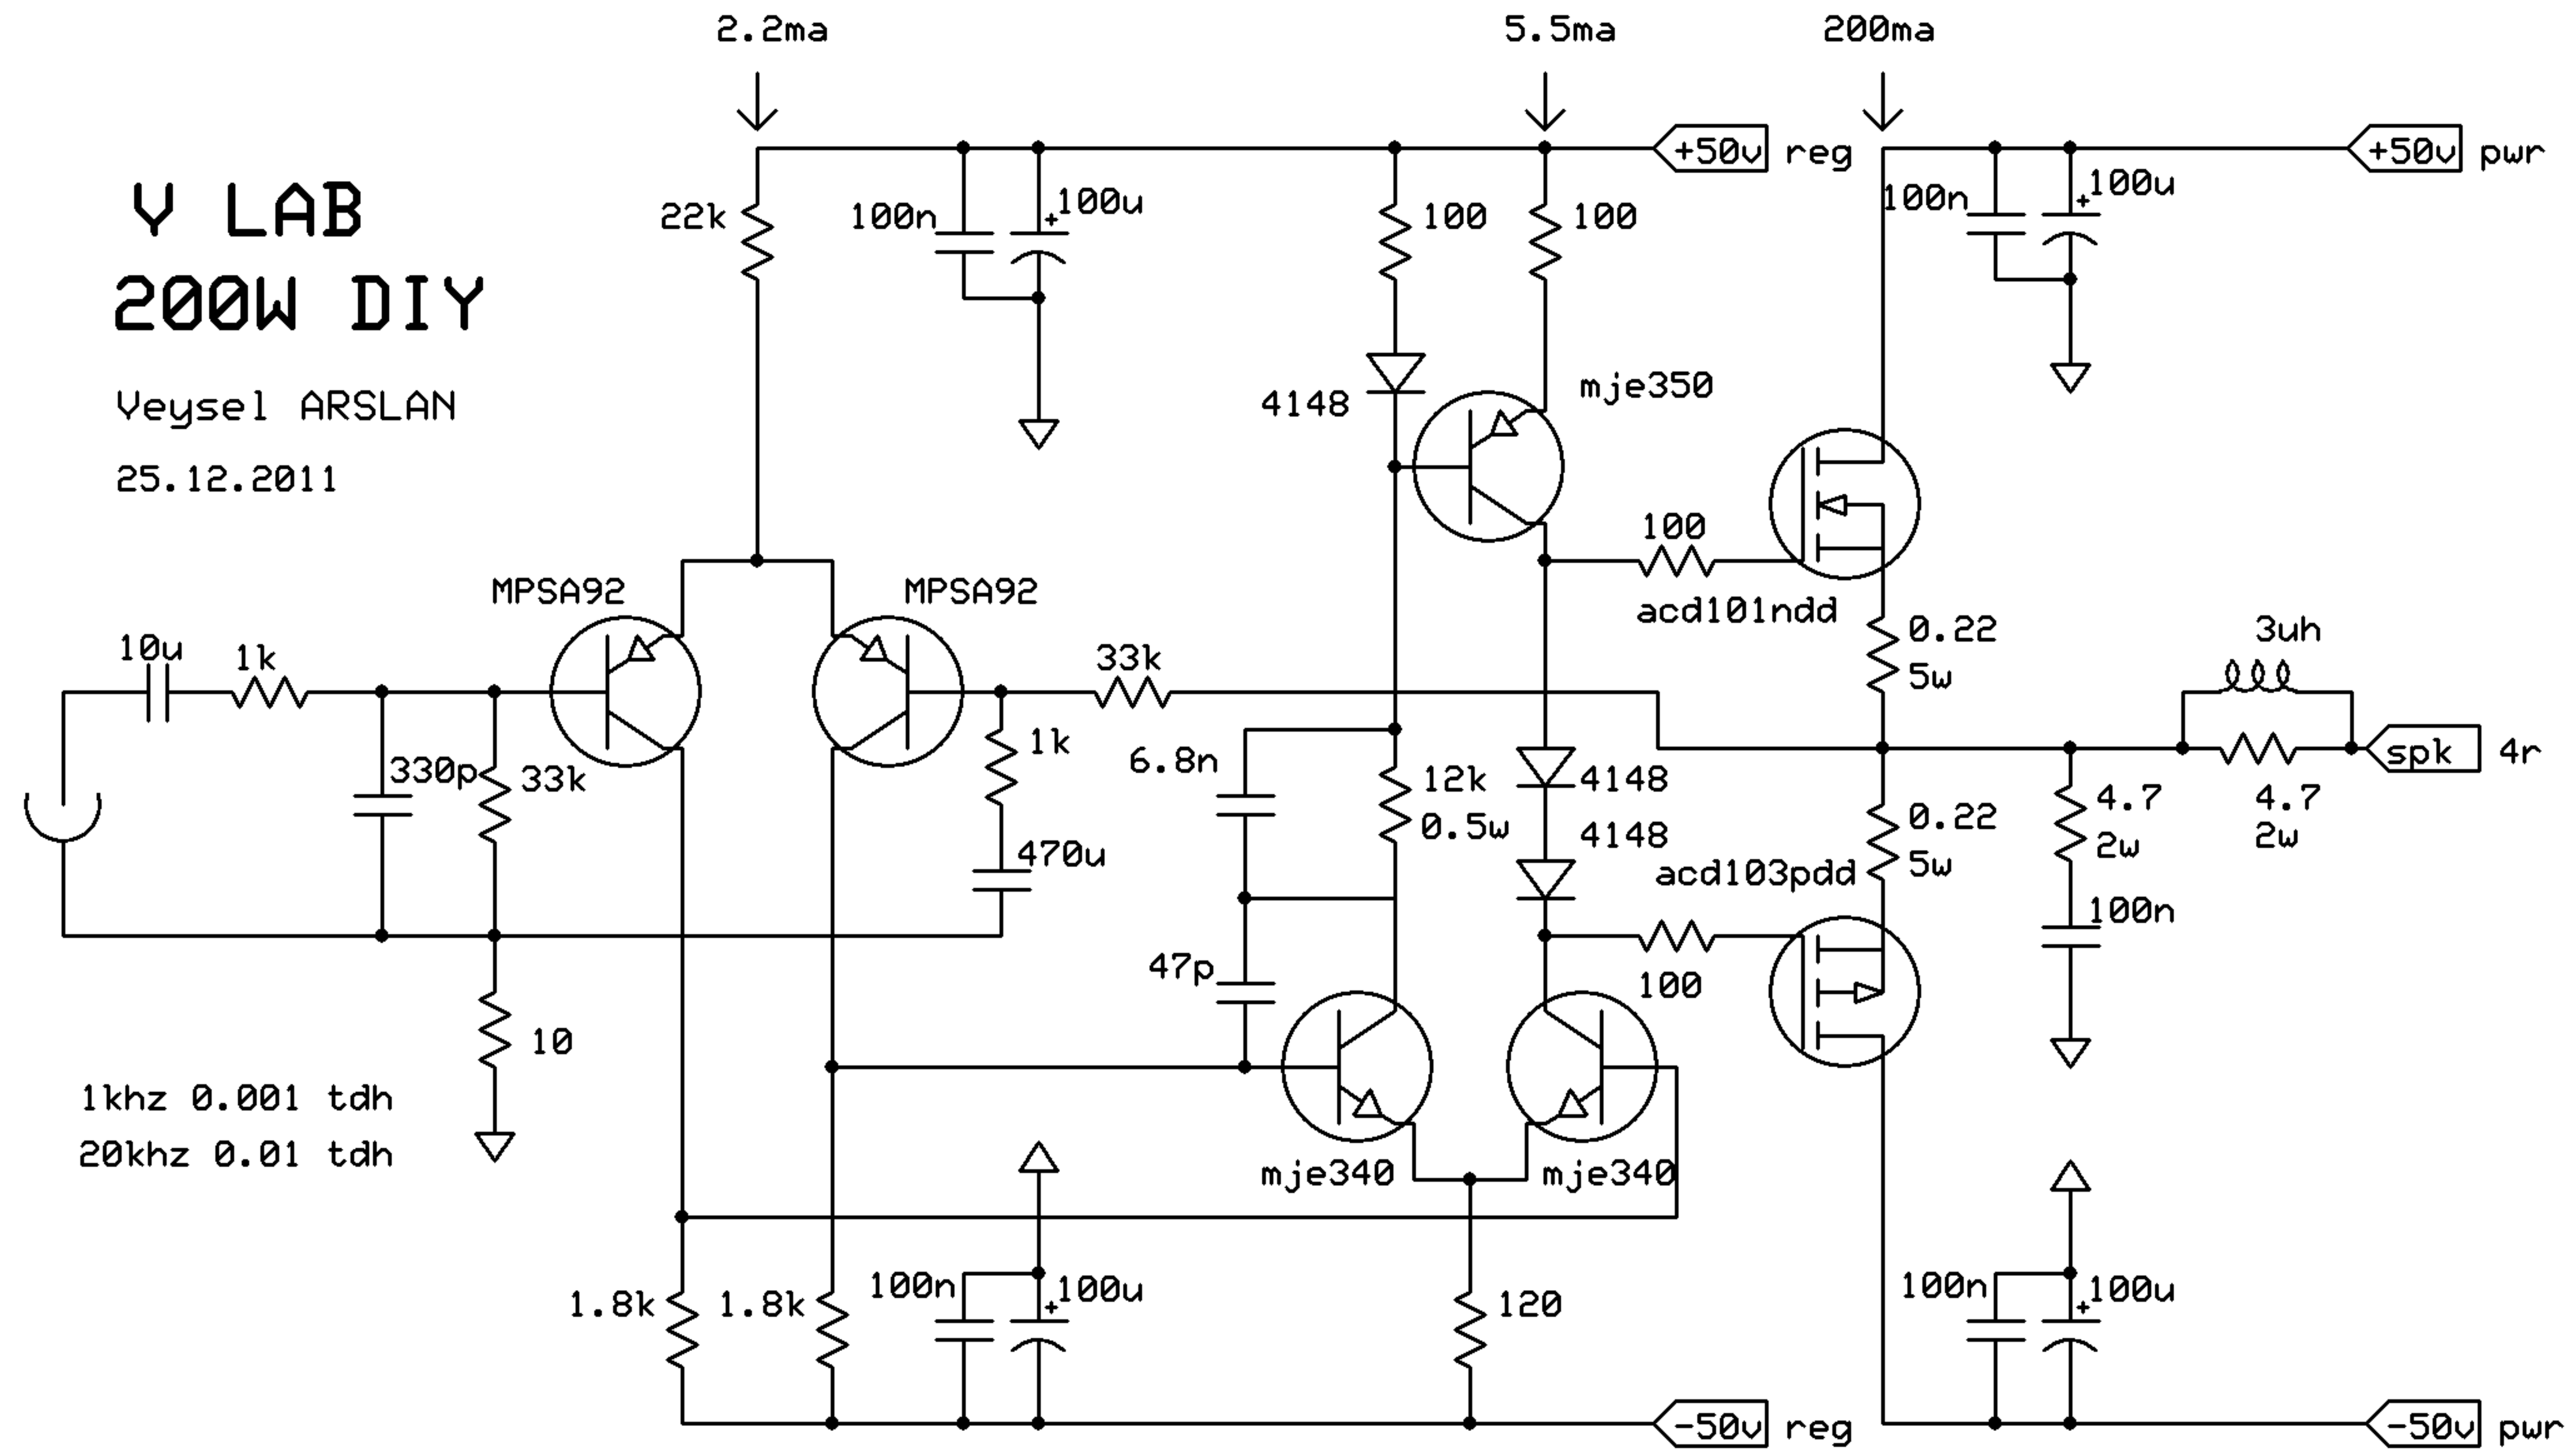 2.2ma
5.5ma
200ma
+50v reg
+50v pwr
V LAB
200W DIY
Veysel ARSLAN
25.12.2011
22k
100n
100u
+
100
100
100n
100u
+
4148
mje350
MPSA92
MPSA92
100
acd101ndd
10u
1k
33k
0.22
5w
3uh
330p
33k
1k
470u
6.8n
12k
0.5w
4148
4148
spk 4r
4.7
2w
4.7
2w
0.22
5w
acd103pdd
100n
47p
100
10
1khz 0.001 tdh
20khz 0.01 tdh
mje340
mje340
1.8k
1.8k
100n
100u
+
120
100n
100u
+
-50v reg
-50v pwr